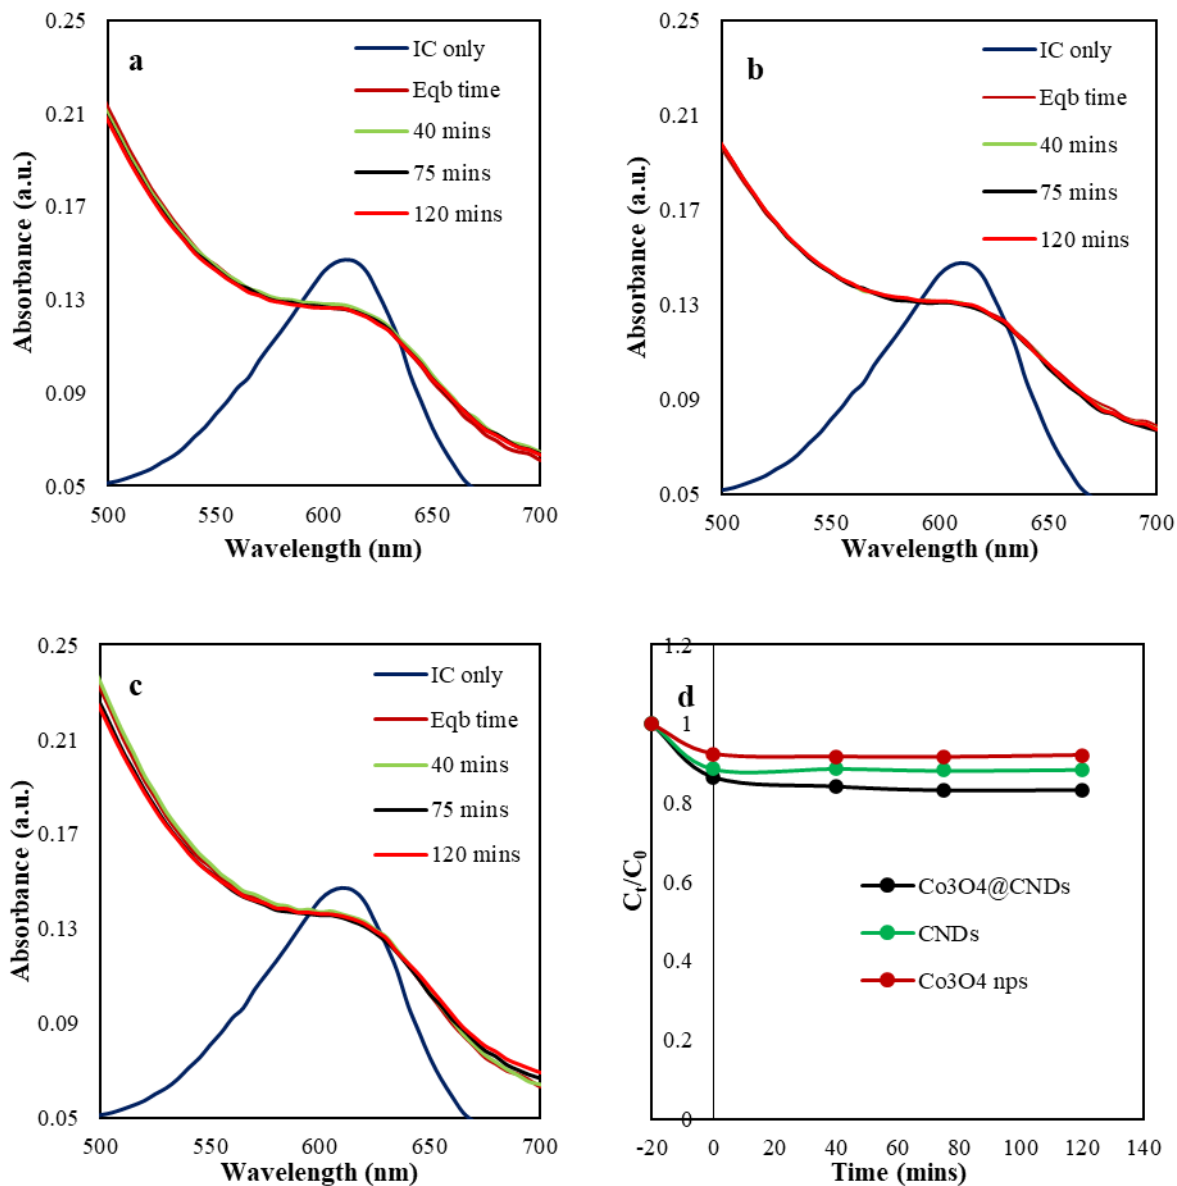 0.25
0.21
0.17
0.13
0.09
0.05
Absorbance (a.u.)
a
IC only
Eqb time
40 mins
75 mins
120 mins
500 550 600 650 700
Wavelength (nm)
0.25
0.21
0.17
0.13
0.09
0.05
Absorbance (a.u.)
b
IC only
Eqb time
40 mins
75 mins
120 mins
500 550 600 650 700
Wavelength (nm)
0.25
0.21
0.17
0.13
0.09
0.05
Absorbance (a.u.)
c
IC only
Eqb time
40 mins
75 mins
120 mins
500 550 600 650 700
Wavelength (nm)
1.2
1
0.8
0.6
0.4
0.2
0
Cₜ/C₀
d
Co3O4@CNDs
CNDs
Co3O4 nps
-20 0 20 40 60 80 100 120 140
Time (mins)